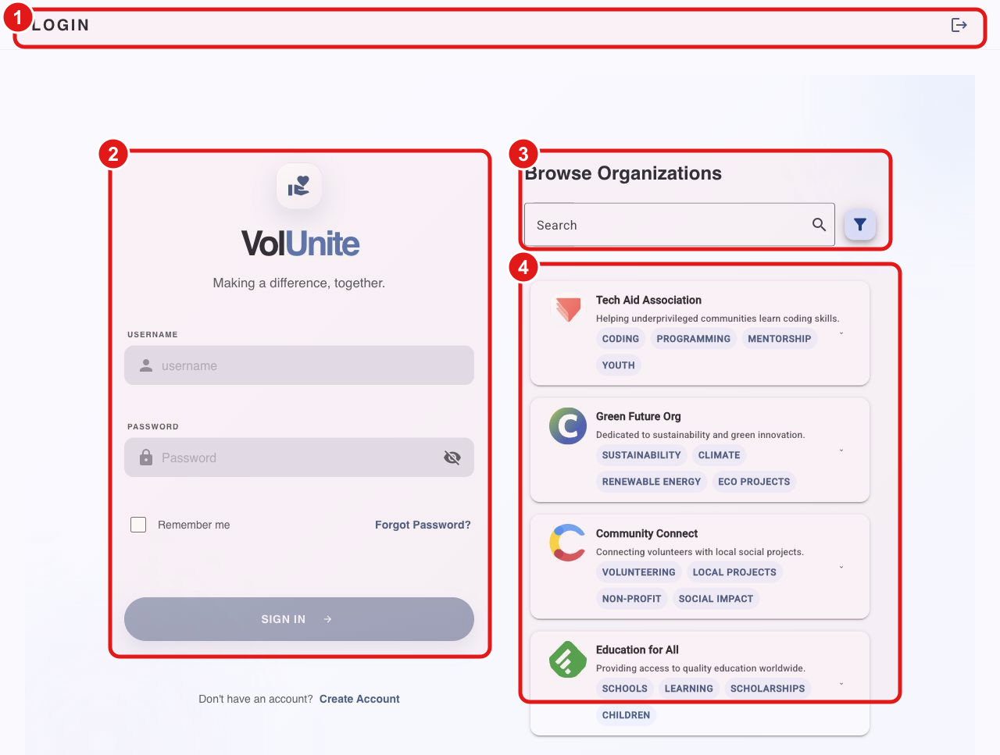 1
LOGIN
2
VolUnite
Making a difference, together.
USERNAME
username
PASSWORD
Password
Remember me
Forgot Password?
SIGN IN
Don't have an account? Create Account
3
Browse Organizations
Search
4
Tech Aid Association
Helping underprivileged communities learn coding skills.
CODING PROGRAMMING MENTORSHIP
YOUTH
Green Future Org
Dedicated to sustainability and green innovation.
SUSTAINABILITY CLIMATE
RENEWABLE ENERGY ECO PROJECTS
Community Connect
Connecting volunteers with local social projects.
VOLUNTEERING LOCAL PROJECTS
NON-PROFIT SOCIAL IMPACT
Education for All
Providing access to quality education worldwide.
SCHOOLS LEARNING SCHOLARSHIPS
CHILDREN